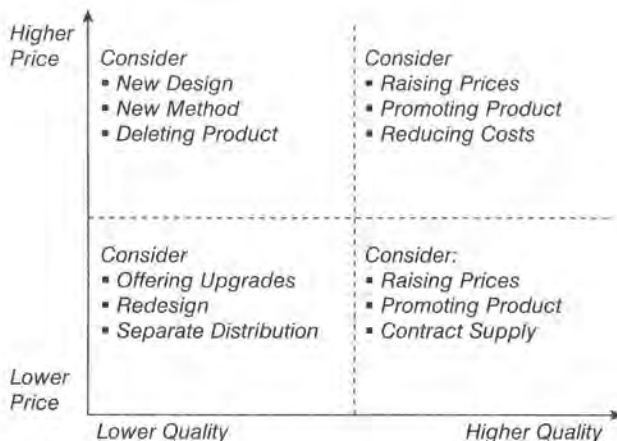 Higher
Price
Consider
▪ New Design
▪ New Method
▪ Deleting Product
Consider
▪ Raising Prices
▪ Promoting Product
▪ Reducing Costs
Consider
▪ Offering Upgrades
▪ Redesign
▪ Separate Distribution
Consider:
▪ Raising Prices
▪ Promoting Product
▪ Contract Supply
Lower
Price
Lower Quality
Higher Quality